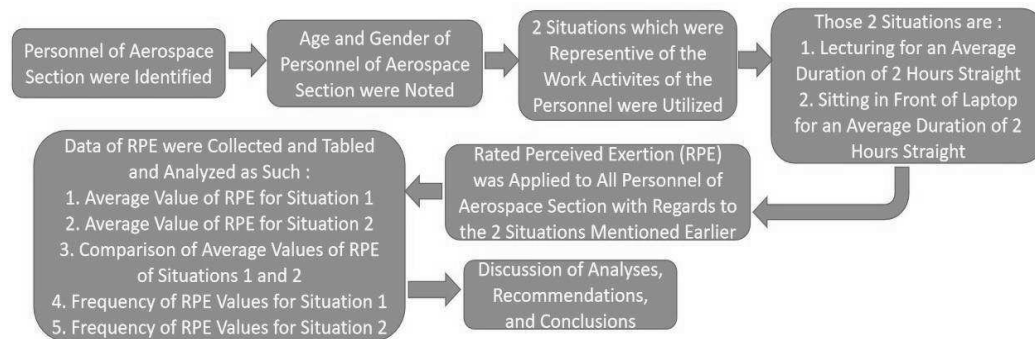 Personnel of Aerospace
Section were Identified
Age and Gender of
Personnel of Aerospace
Section were Noted
2 Situations which were
Representive of the
Work Activites of the
Personnel were Utilized
Those 2 Situations are :
1. Lecturing for an Average
Duration of 2 Hours Straight
2. Sitting in Front of Laptop
for an Average Duration of 2
Hours Straight
Rated Perceived Exertion (RPE)
was Applied to All Personnel of
Aerospace Section with Regards to
the 2 Situations Mentioned Earlier
Data of RPE were Collected and Tabled
and Analyzed as Such :
1. Average Value of RPE for Situation 1
2. Average Value of RPE for Situation 2
3. Comparison of Average Values of RPE
of Situations 1 and 2
4. Frequency of RPE Values for Situation 1
5. Frequency of RPE Values for Situation 2
Discussion of Analyses,
Recommendations,
and Conclusions